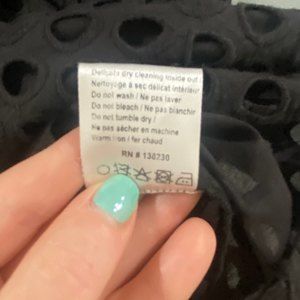 Delicate dry cleaning inside out
Nettoyage à sec délicat intérieur
Do not wash / Ne pas laver
Do not bleach / Ne pas blanchir
Do not tumble dry /
Ne pas sécher en machine
Warm iron / fer chaud
RN # 138230